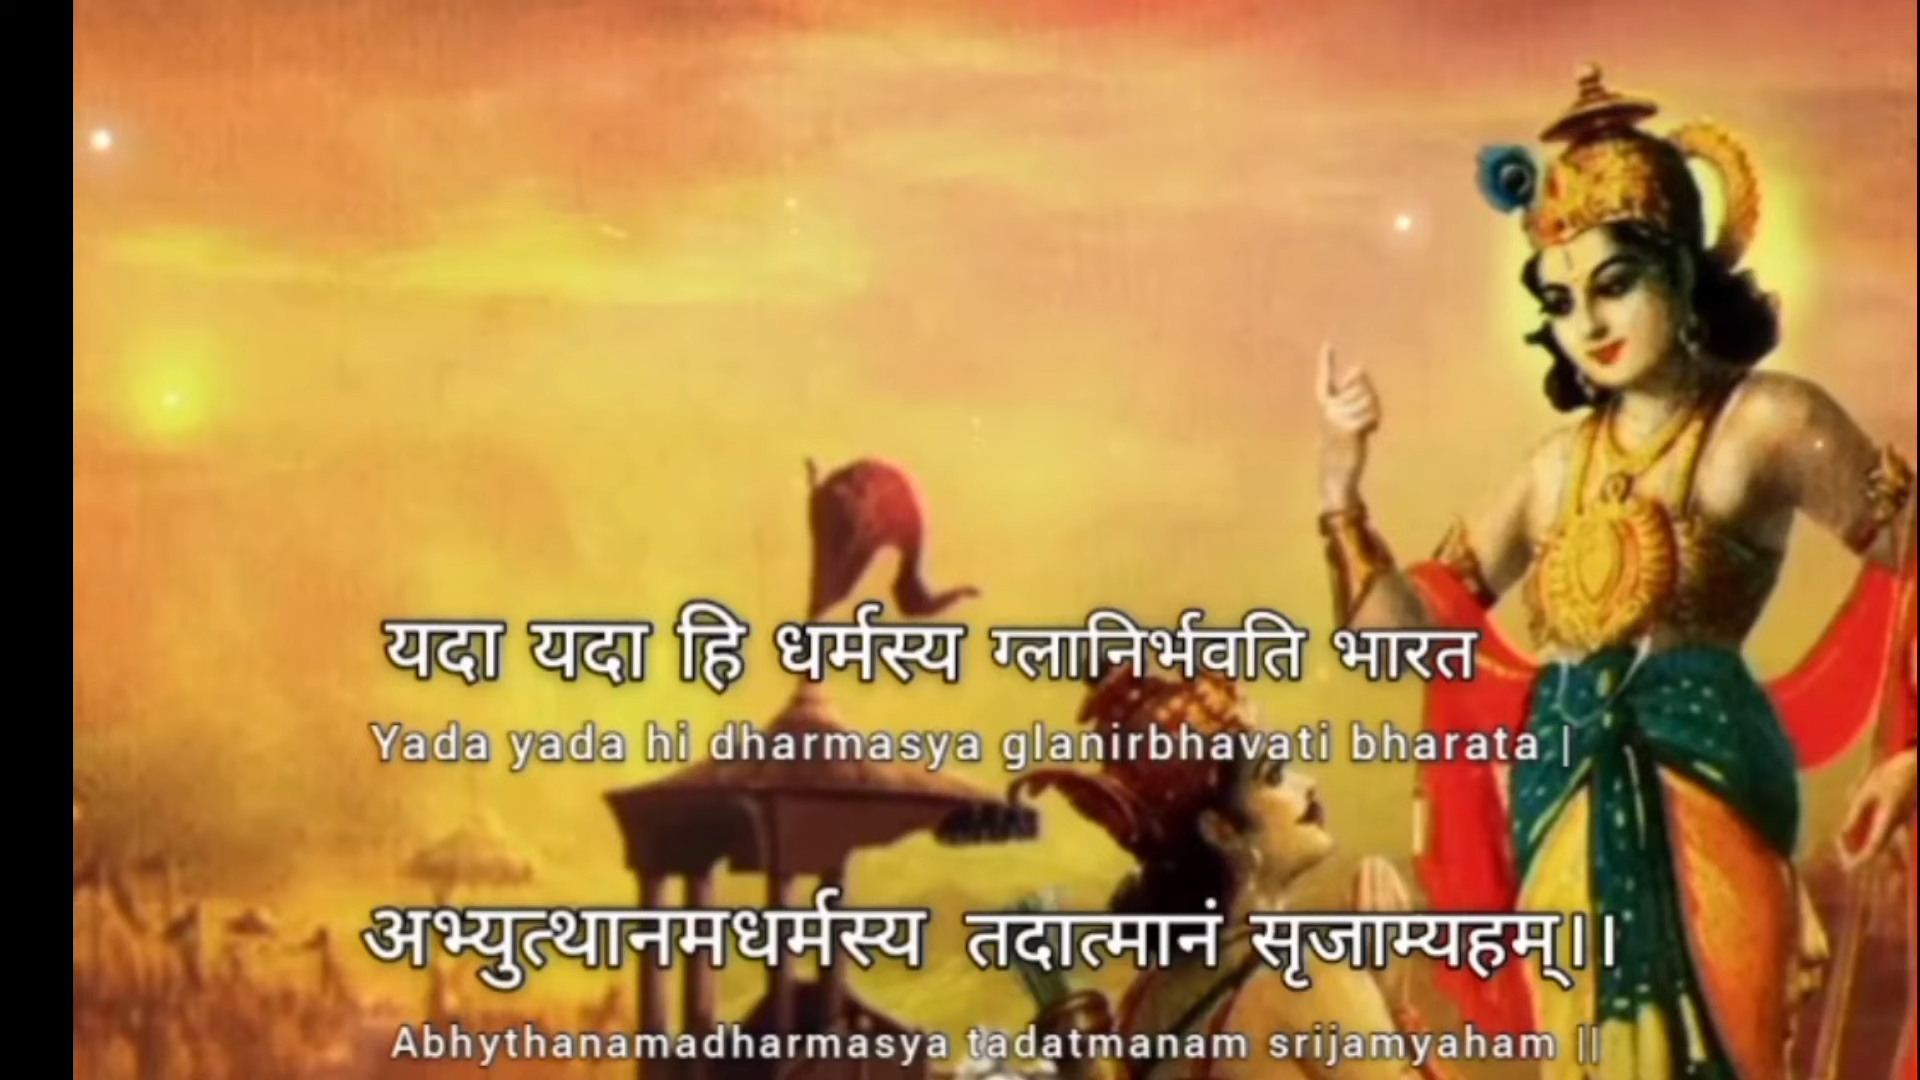 यदा यदा हि धर्मस्य ग्लानिर्भवति भारत
Yada yada hi dharmasya glanirbhavati bharata |
अभ्युत्थानमधर्मस्य तदात्मानं सृजाम्यहम्।।
Abhythanamadharmasya tadatmanam srijamyaham ||